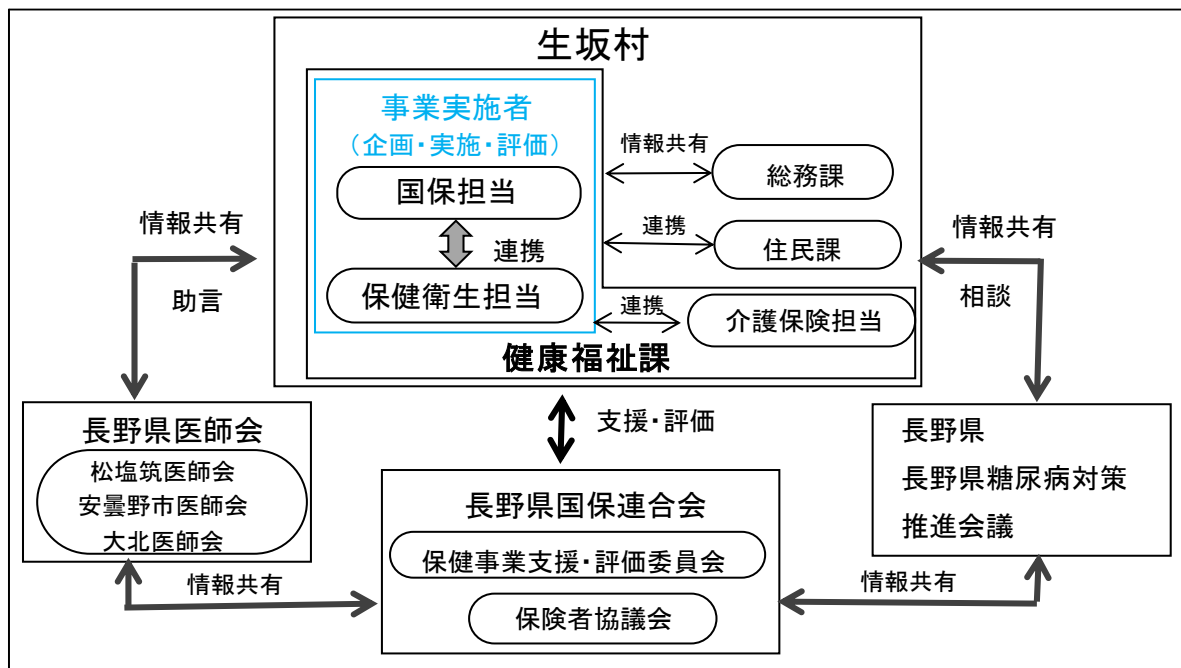 生坂村
事業実施者
（企画・実施・評価）
国保担当
連携
保健衛生担当
情報共有
総務課
連携
住民課
連携
介護保険担当
健康福祉課
情報共有
助言
情報共有
相談
支援・評価
長野県医師会
松塩筑医師会
安曇野市医師会
大北医師会
長野県国保連合会
保健事業支援・評価委員会
保険者協議会
長野県
長野県糖尿病対策
推進会議
情報共有
情報共有